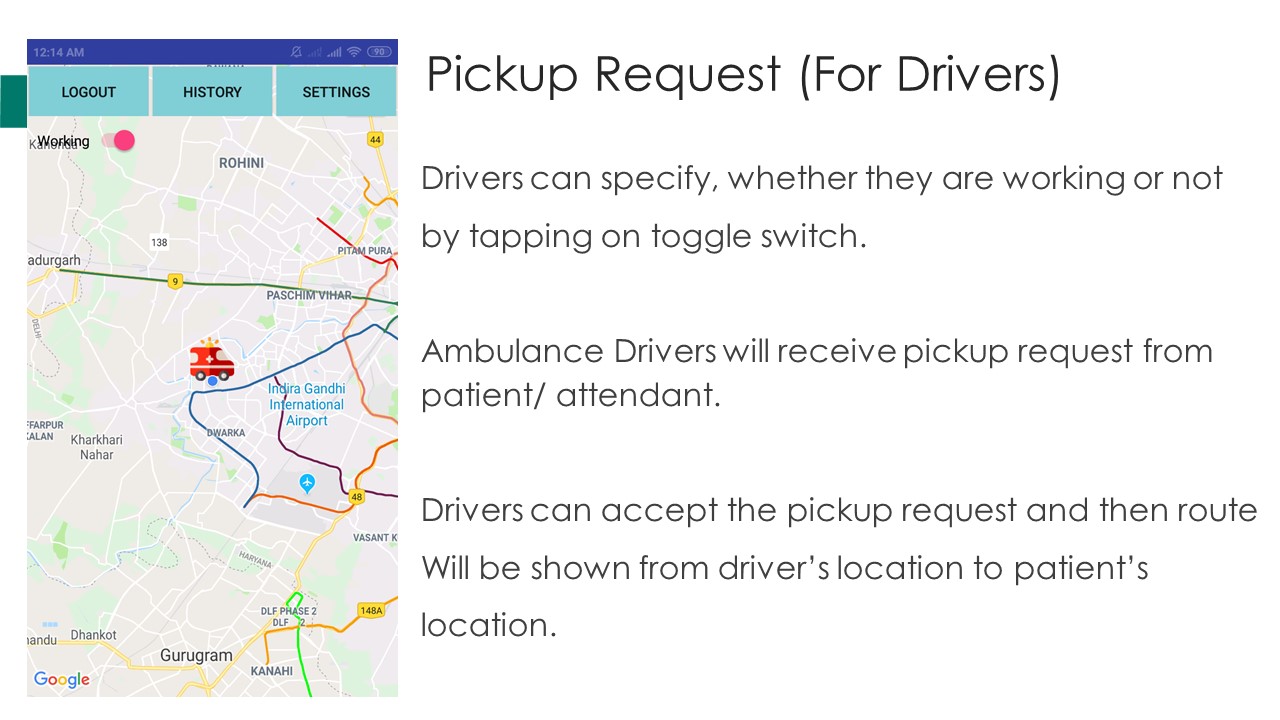 12:14 AM
90
LOGOUT
HISTORY
SETTINGS
Working
44
ROHINI
138
PITAM PURA
adurgarh
9
PASCHIM VIHAR
DELHI
Indira Gandhi
International
Airport
FFARPUR
KALAN
DWARKA
Kharkhari
Nahar
48
VASANT K
HARYANA
DLF PHASE 2
DLF 2
148A
andu
Dhankot
Gurugram
KANAHI
Google
Pickup Request (For Drivers)
Drivers can specify, whether they are working or not
by tapping on toggle switch.
Ambulance Drivers will receive pickup request from
patient/ attendant.
Drivers can accept the pickup request and then route
Will be shown from driver’s location to patient’s
location.